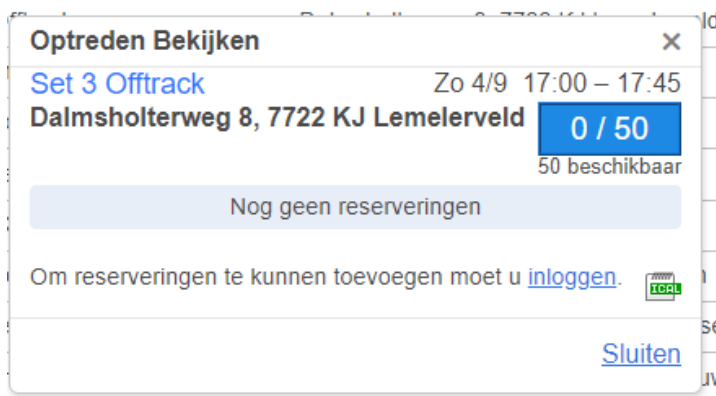 Optreden Bekijken ×
Set 3 Offtrack Zo 4/9 17:00 – 17:45
Dalmsholterweg 8, 7722 KJ Lemelerveld 0 / 50
50 beschikbaar
Nog geen reserveringen
Om reserveringen te kunnen toevoegen moet u inloggen. ICAL
Sluiten